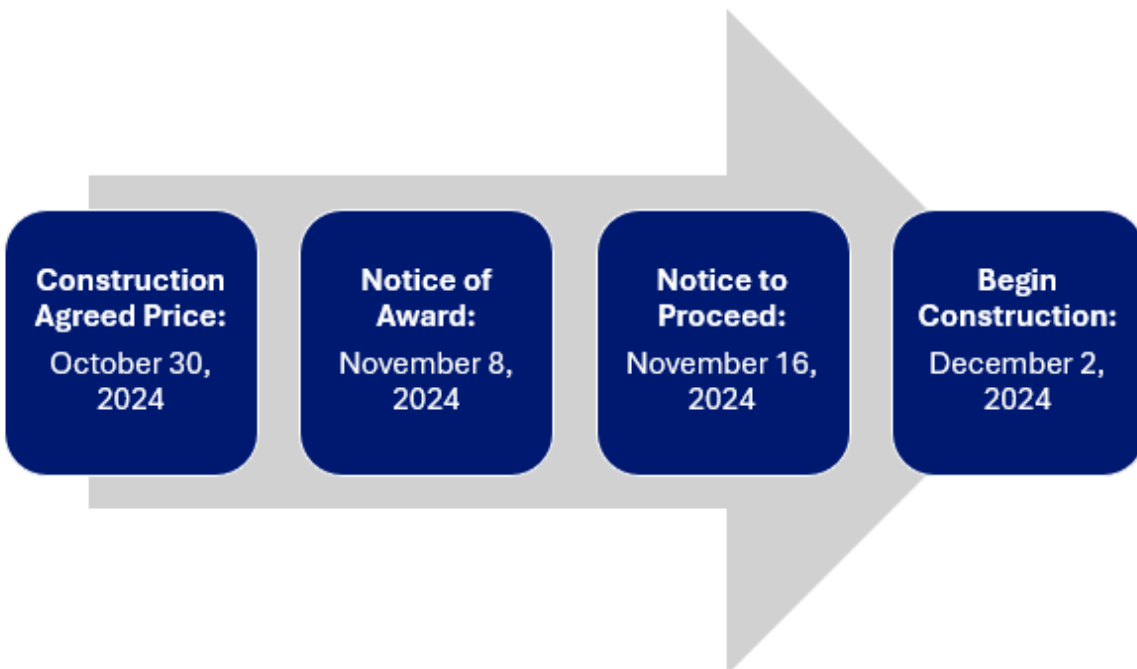 Construction
Agreed Price:
October 30,
2024
Notice of
Award:
November 8,
2024
Notice to
Proceed:
November 16,
2024
Begin
Construction:
December 2,
2024